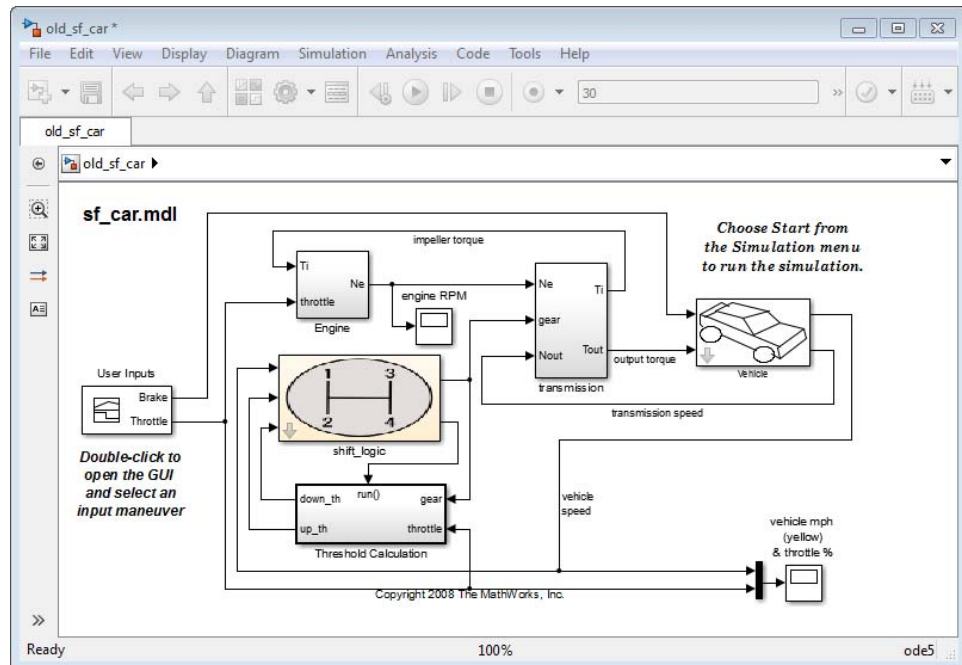 old_sf_car *
File Edit View Display Diagram Simulation Analysis Code Tools Help
30
old_sf_car
old_sf_car
sf_car.mdl
Choose Start from
the Simulation menu
to run the simulation.
impeller torque
Ti
Ne
throttle
Engine
engine RPM
Ne
Ti
gear
Nout
Tout
transmission
output torque
Vehicle
transmission speed
User Inputs
Brake
Throttle
Double-click to
open the GUI
and select an
input maneuver
1 3
2 4
shift_logic
run()
down_th
gear
up_th
throttle
Threshold Calculation
vehicle
speed
vehicle mph
(yellow)
& throttle %
Copyright 2008 The MathWorks, Inc.
Ready
100%
ode5